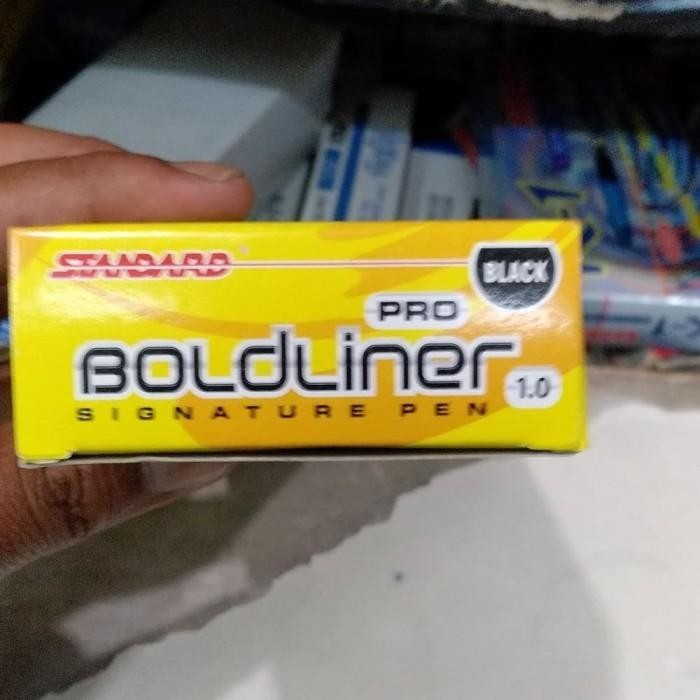 STANDARD
BLACK
PRO
BOLDLINER
1.0
SIGNATURE PEN